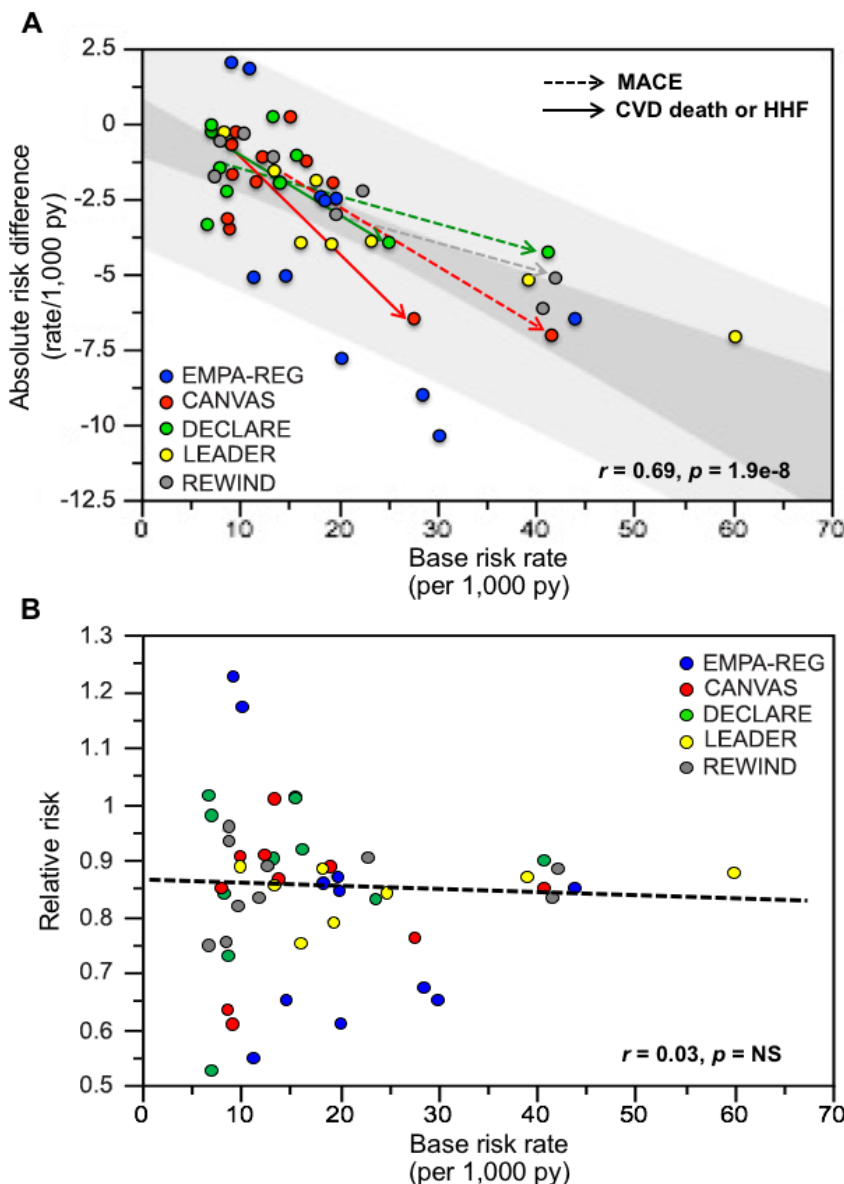 A
2.5
0
-2.5
-5
-7.5
-10
-12.5
Absolute risk difference
(rate/1,000 py)
MACE
CVD death or HHF
EMPA-REG
CANVAS
DECLARE
LEADER
REWIND
r = 0.69, p = 1.9e-8
0 10 20 30 40 50 60 70
Base risk rate
(per 1,000 py)
B
1.3
1.2
1.1
1
0.9
0.8
0.7
0.6
0.5
Relative risk
EMPA-REG
CANVAS
DECLARE
LEADER
REWIND
r = 0.03, p = NS
0 10 20 30 40 50 60 70
Base risk rate
(per 1,000 py)